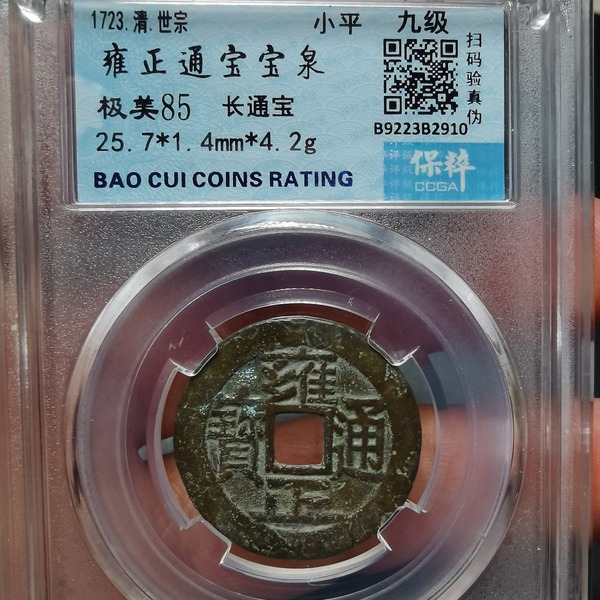 1723.清.世宗 小平 九级
雍正通宝宝泉
极美85 长通宝
25.7*1.4mm*4.2g
BAO CUI COINS RATING
扫码验真伪
B9223B2910
保粹
CCGA
雍
正
通
寶